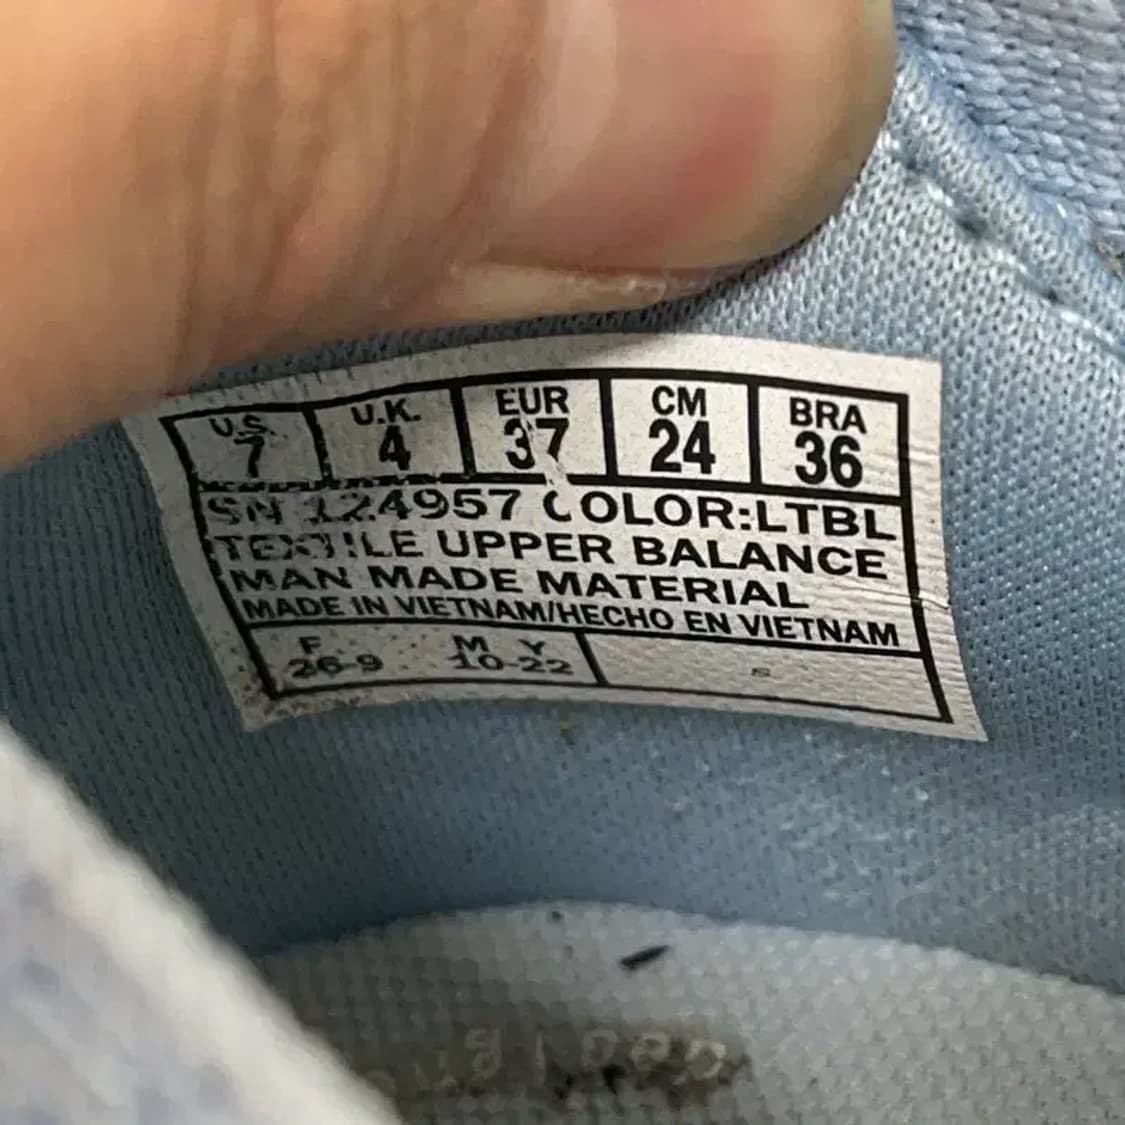 U.S. U.K. EUR CM BRA
7 4 37 24 36
SN 124957 COLOR:LTBL
TEXTILE UPPER BALANCE
MAN MADE MATERIAL
MADE IN VIETNAM/HECHO EN VIETNAM
F M Y
26-9 10-22 S